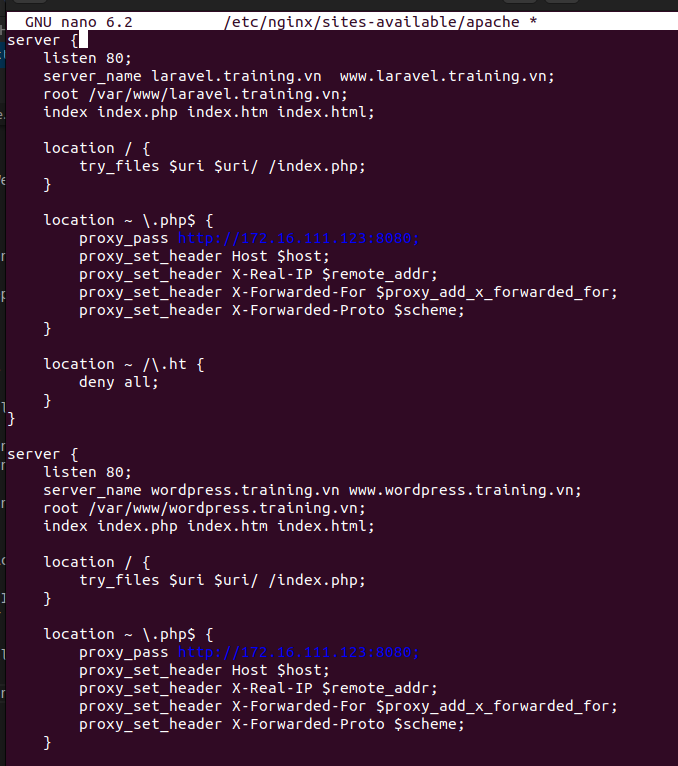 GNU nano 6.2 /etc/nginx/sites-available/apache *
server {
listen 80;
server_name laravel.training.vn  www.laravel.training.vn;
root /var/www/laravel.training.vn;
index index.php index.htm index.html;
location / {
try_files $uri $uri/ /index.php;
}
location ~ \.php$ {
proxy_pass http://172.16.111.123:8080;
proxy_set_header Host $host;
proxy_set_header X-Real-IP $remote_addr;
proxy_set_header X-Forwarded-For $proxy_add_x_forwarded_for;
proxy_set_header X-Forwarded-Proto $scheme;
}
location ~ /\.ht {
deny all;
}
}
server {
listen 80;
server_name wordpress.training.vn www.wordpress.training.vn;
root /var/www/wordpress.training.vn;
index index.php index.htm index.html;
location / {
try_files $uri $uri/ /index.php;
}
location ~ \.php$ {
proxy_pass http://172.16.111.123:8080;
proxy_set_header Host $host;
proxy_set_header X-Real-IP $remote_addr;
proxy_set_header X-Forwarded-For $proxy_add_x_forwarded_for;
proxy_set_header X-Forwarded-Proto $scheme;
}